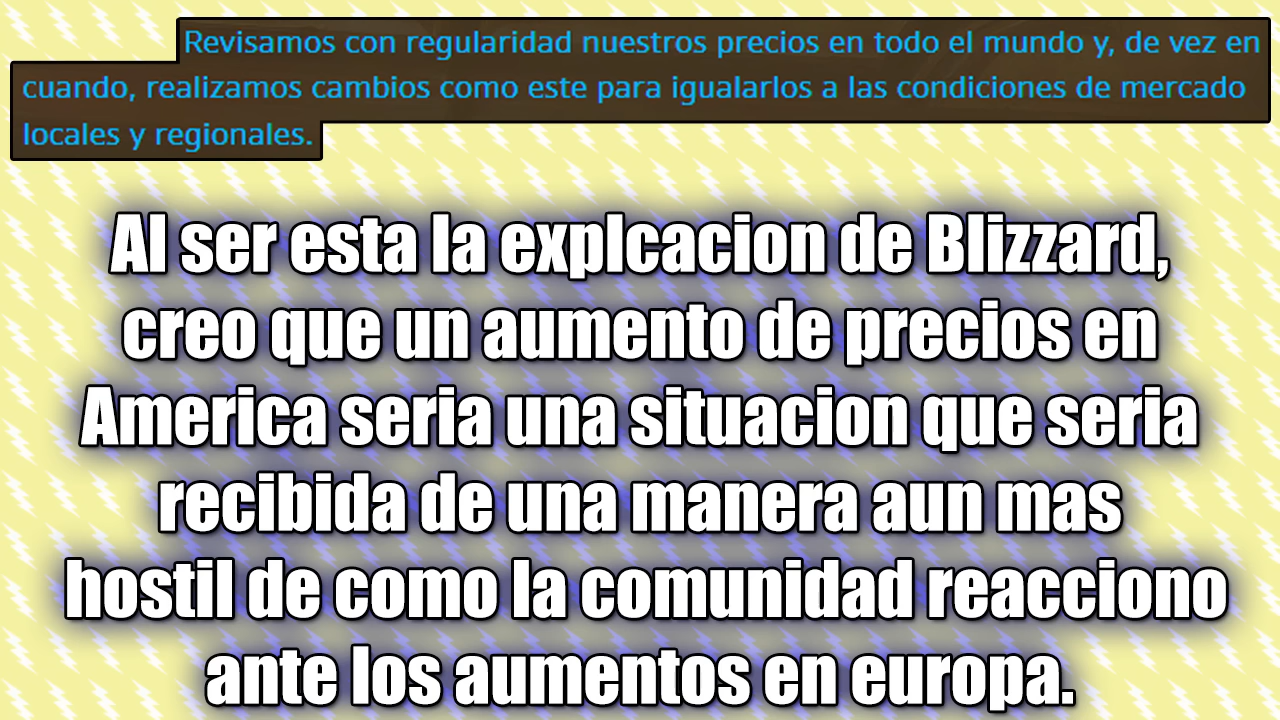 Revisamos con regularidad nuestros precios en todo el mundo y, de vez en
cuando, realizamos cambios como este para igualarlos a las condiciones de mercado
locales y regionales.
Al ser esta la explcacion de Blizzard,
creo que un aumento de precios en
America seria una situacion que seria
recibida de una manera aun mas
hostil de como la comunidad reacciono
ante los aumentos en europa.